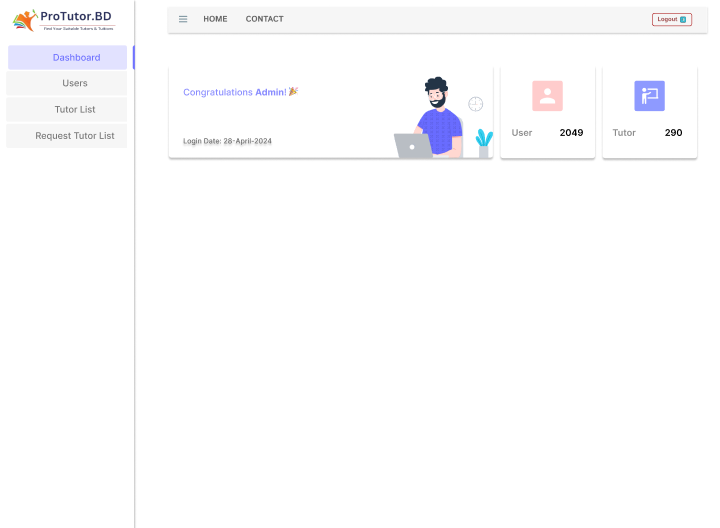 ProTutor.BD
Find Your Suitable Tutors & Tuitions
Dashboard
Users
Tutor List
Request Tutor List
HOME
CONTACT
Logout
Congratulations Admin!🎉
Login Date: 28-April-2024
User 2049
Tutor 290